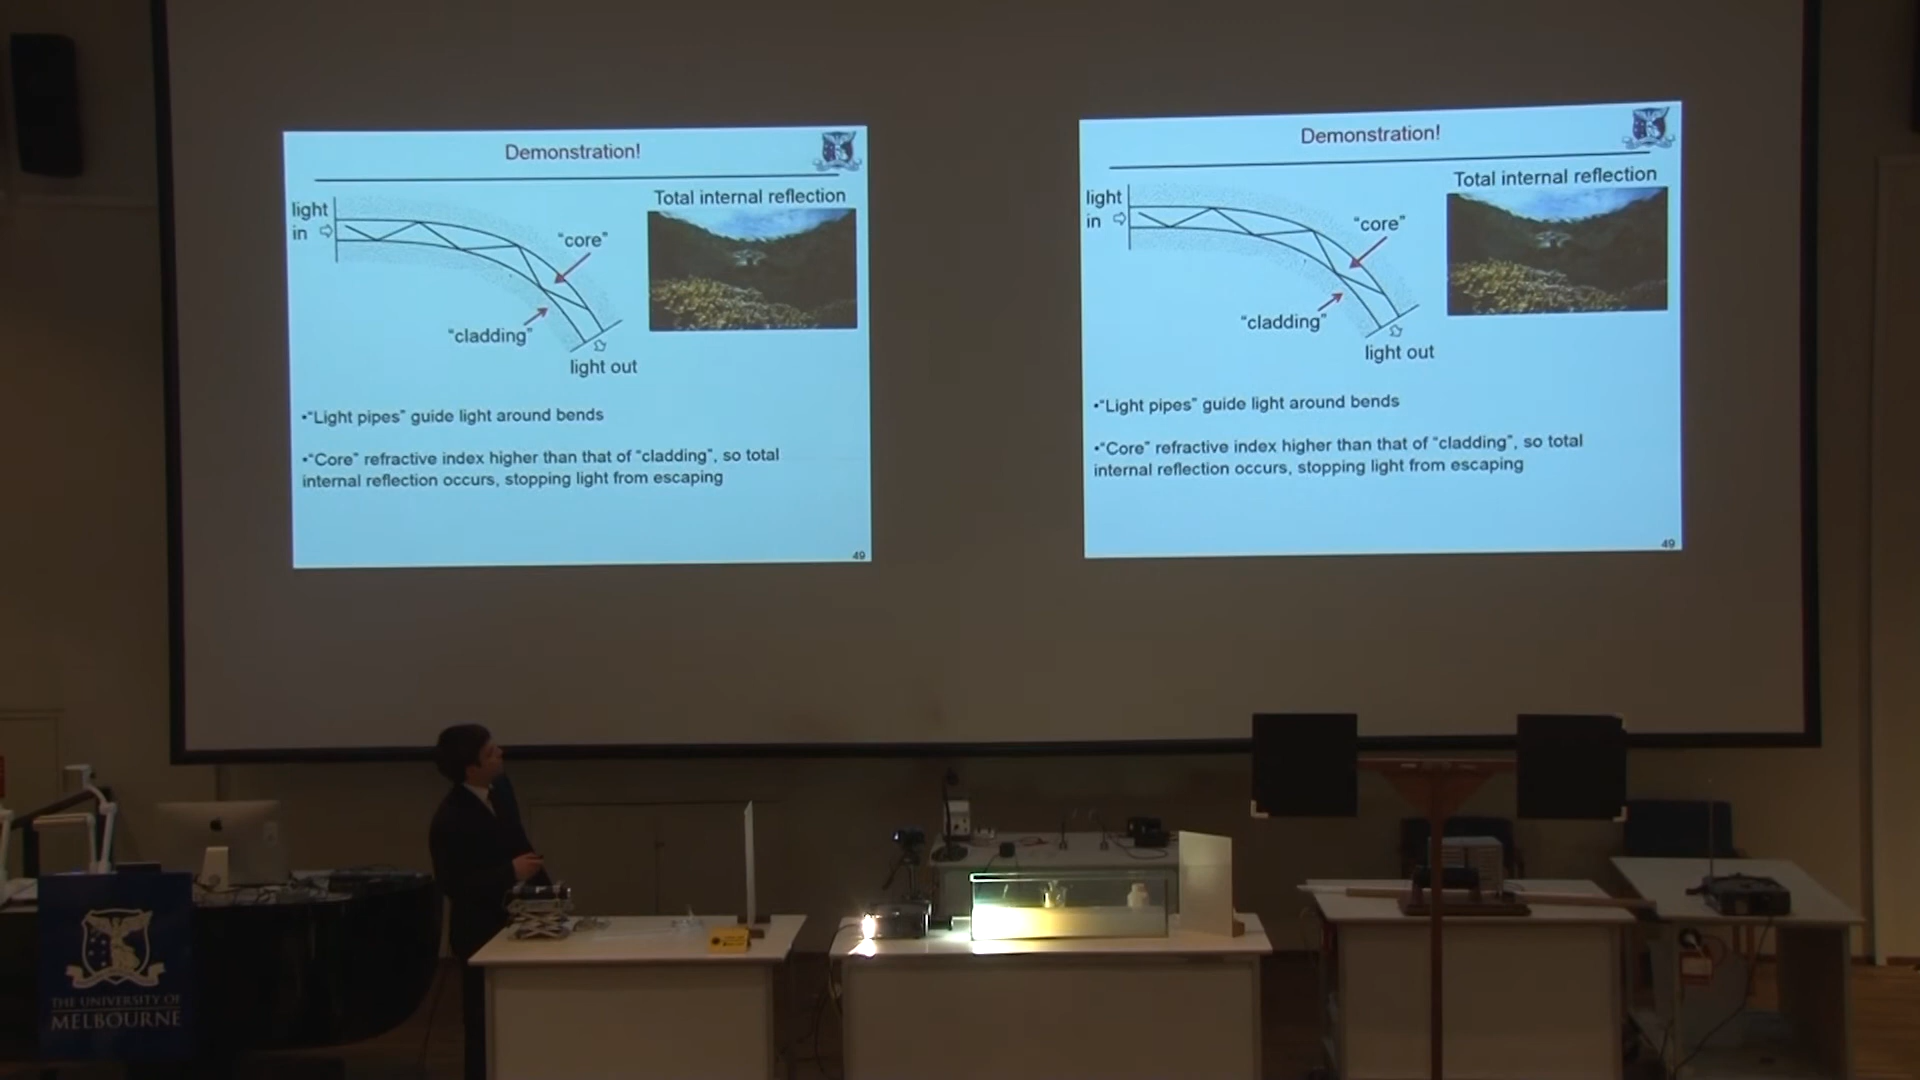 Demonstration!
Total internal reflection
light
in
"core"
"cladding"
light out
•"Light pipes" guide light around bends
•"Core" refractive index higher than that of "cladding", so total
internal reflection occurs, stopping light from escaping
49
Demonstration!
Total internal reflection
light
in
"core"
"cladding"
light out
•"Light pipes" guide light around bends
•"Core" refractive index higher than that of "cladding", so total
internal reflection occurs, stopping light from escaping
49
THE UNIVERSITY OF
MELBOURNE